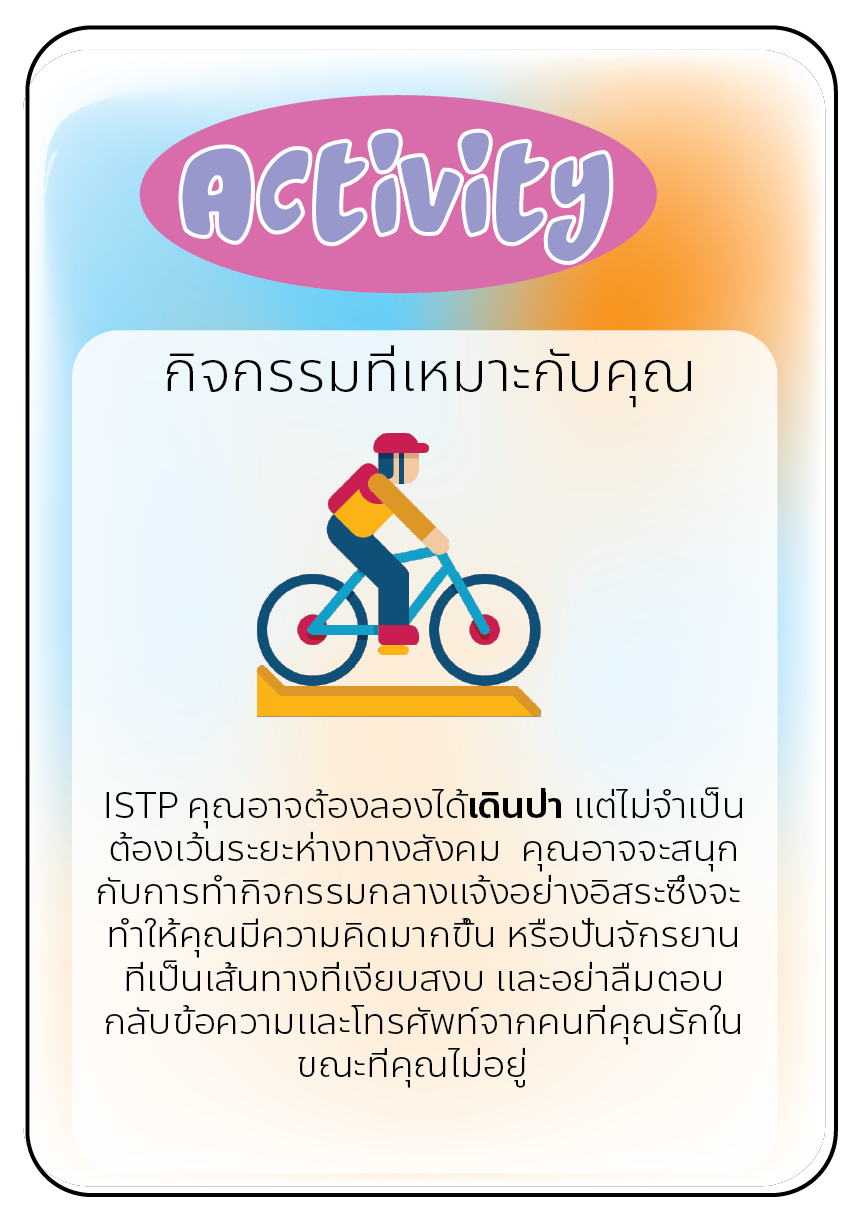 Activity
กิจกรรมที่เหมาะกับคุณ
ISTP คุณอาจต้องลองได้เดินป่า แต่ไม่จำเป็น
ต้องเว้นระยะห่างทางสังคม คุณอาจจะสนุก
กับการทำกิจกรรมกลางแจ้งอย่างอิสระซึ่งจะ
ทำให้คุณมีความคิดมากขึ้น หรือปั่นจักรยาน
ที่เป็นเส้นทางที่เงียบสงบ และอย่าลืมตอบ
กลับข้อความและโทรศัพท์จากคนที่คุณรักใน
ขณะที่คุณไม่อยู่